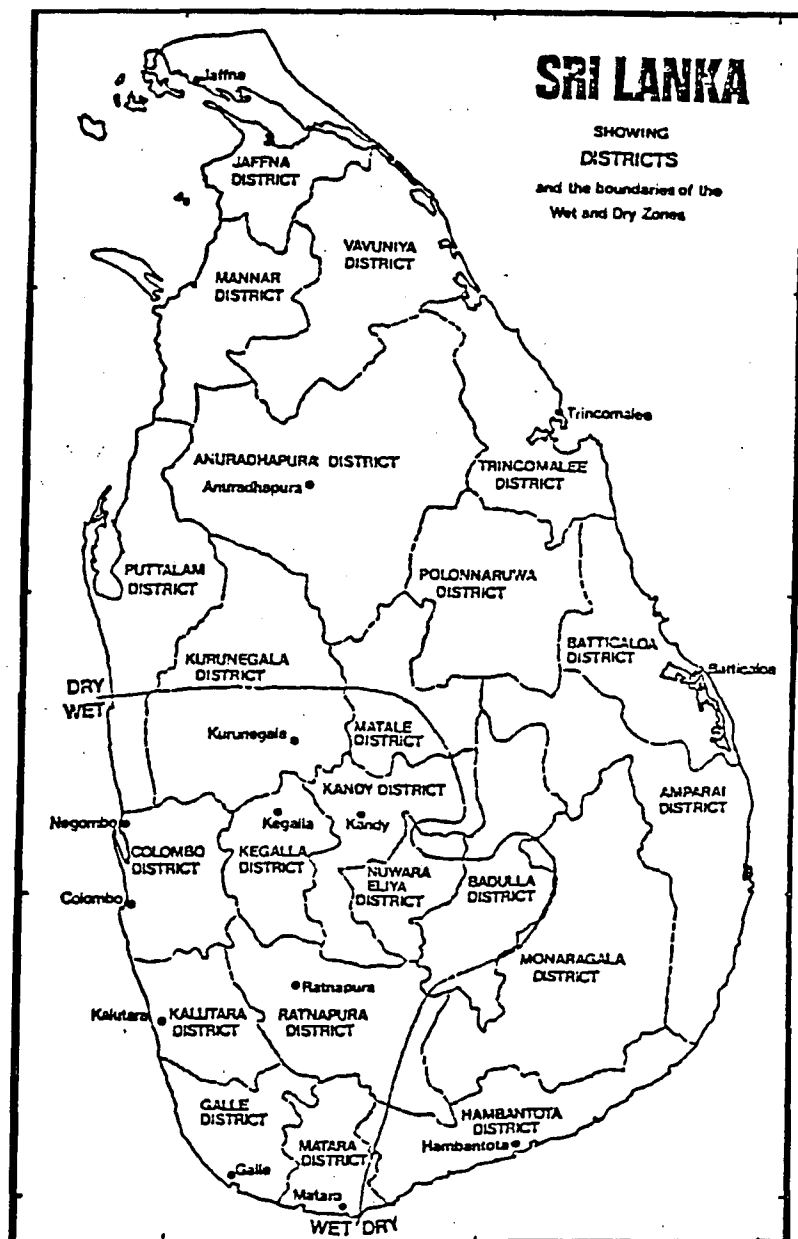 SRI LANKA
SHOWING
DISTRICTS
and the boundaries of the
Wet and Dry Zones
Jaffna
JAFFNA
DISTRICT
VAVUNIYA
DISTRICT
MANNAR
DISTRICT
Trincomalee
ANURADHAPURA DISTRICT
Anuradhapura
TRINCOMALEE
DISTRICT
PUTTALAM
DISTRICT
POLONNARUWA
DISTRICT
KURUNEGALA
DISTRICT
BATTICALOA
DISTRICT
Batticaloa
DRY
WET
Kurunegala
MATALE
DISTRICT
KANDY DISTRICT
AMPARAI
DISTRICT
Negombo
Kegalla
Kandy
COLOMBO
DISTRICT
KEGALLA
DISTRICT
NUWARA
ELIYA
DISTRICT
BADULLA
DISTRICT
Colombo
MONARAGALA
DISTRICT
Ratnapura
Kalutara
KALUTARA
DISTRICT
RATNAPURA
DISTRICT
GALLE
DISTRICT
HAMBANTOTA
DISTRICT
Hambantota
MATARA
DISTRICT
Galle
Matara
WET DRY